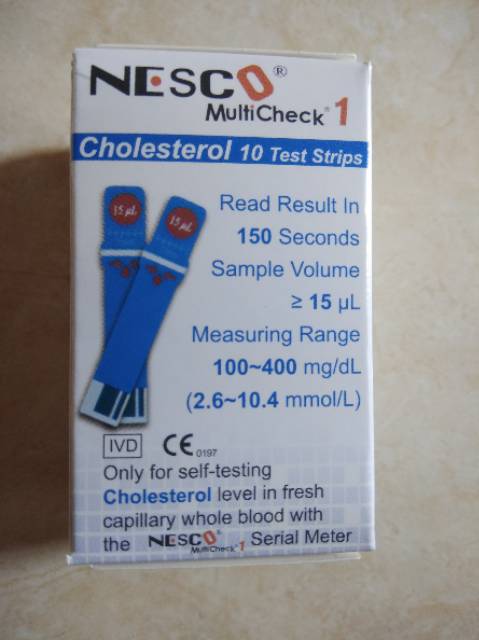 NESCO®
MultiCheck® 1
Cholesterol 10 Test Strips
15 µL
15 µL
Read Result In
150 Seconds
Sample Volume
≥ 15 µL
Measuring Range
100~400 mg/dL
(2.6~10.4 mmol/L)
IVD CE 0197
Only for self-testing
Cholesterol level in fresh
capillary whole blood with
the NESCO® MultiCheck® 1 Serial Meter